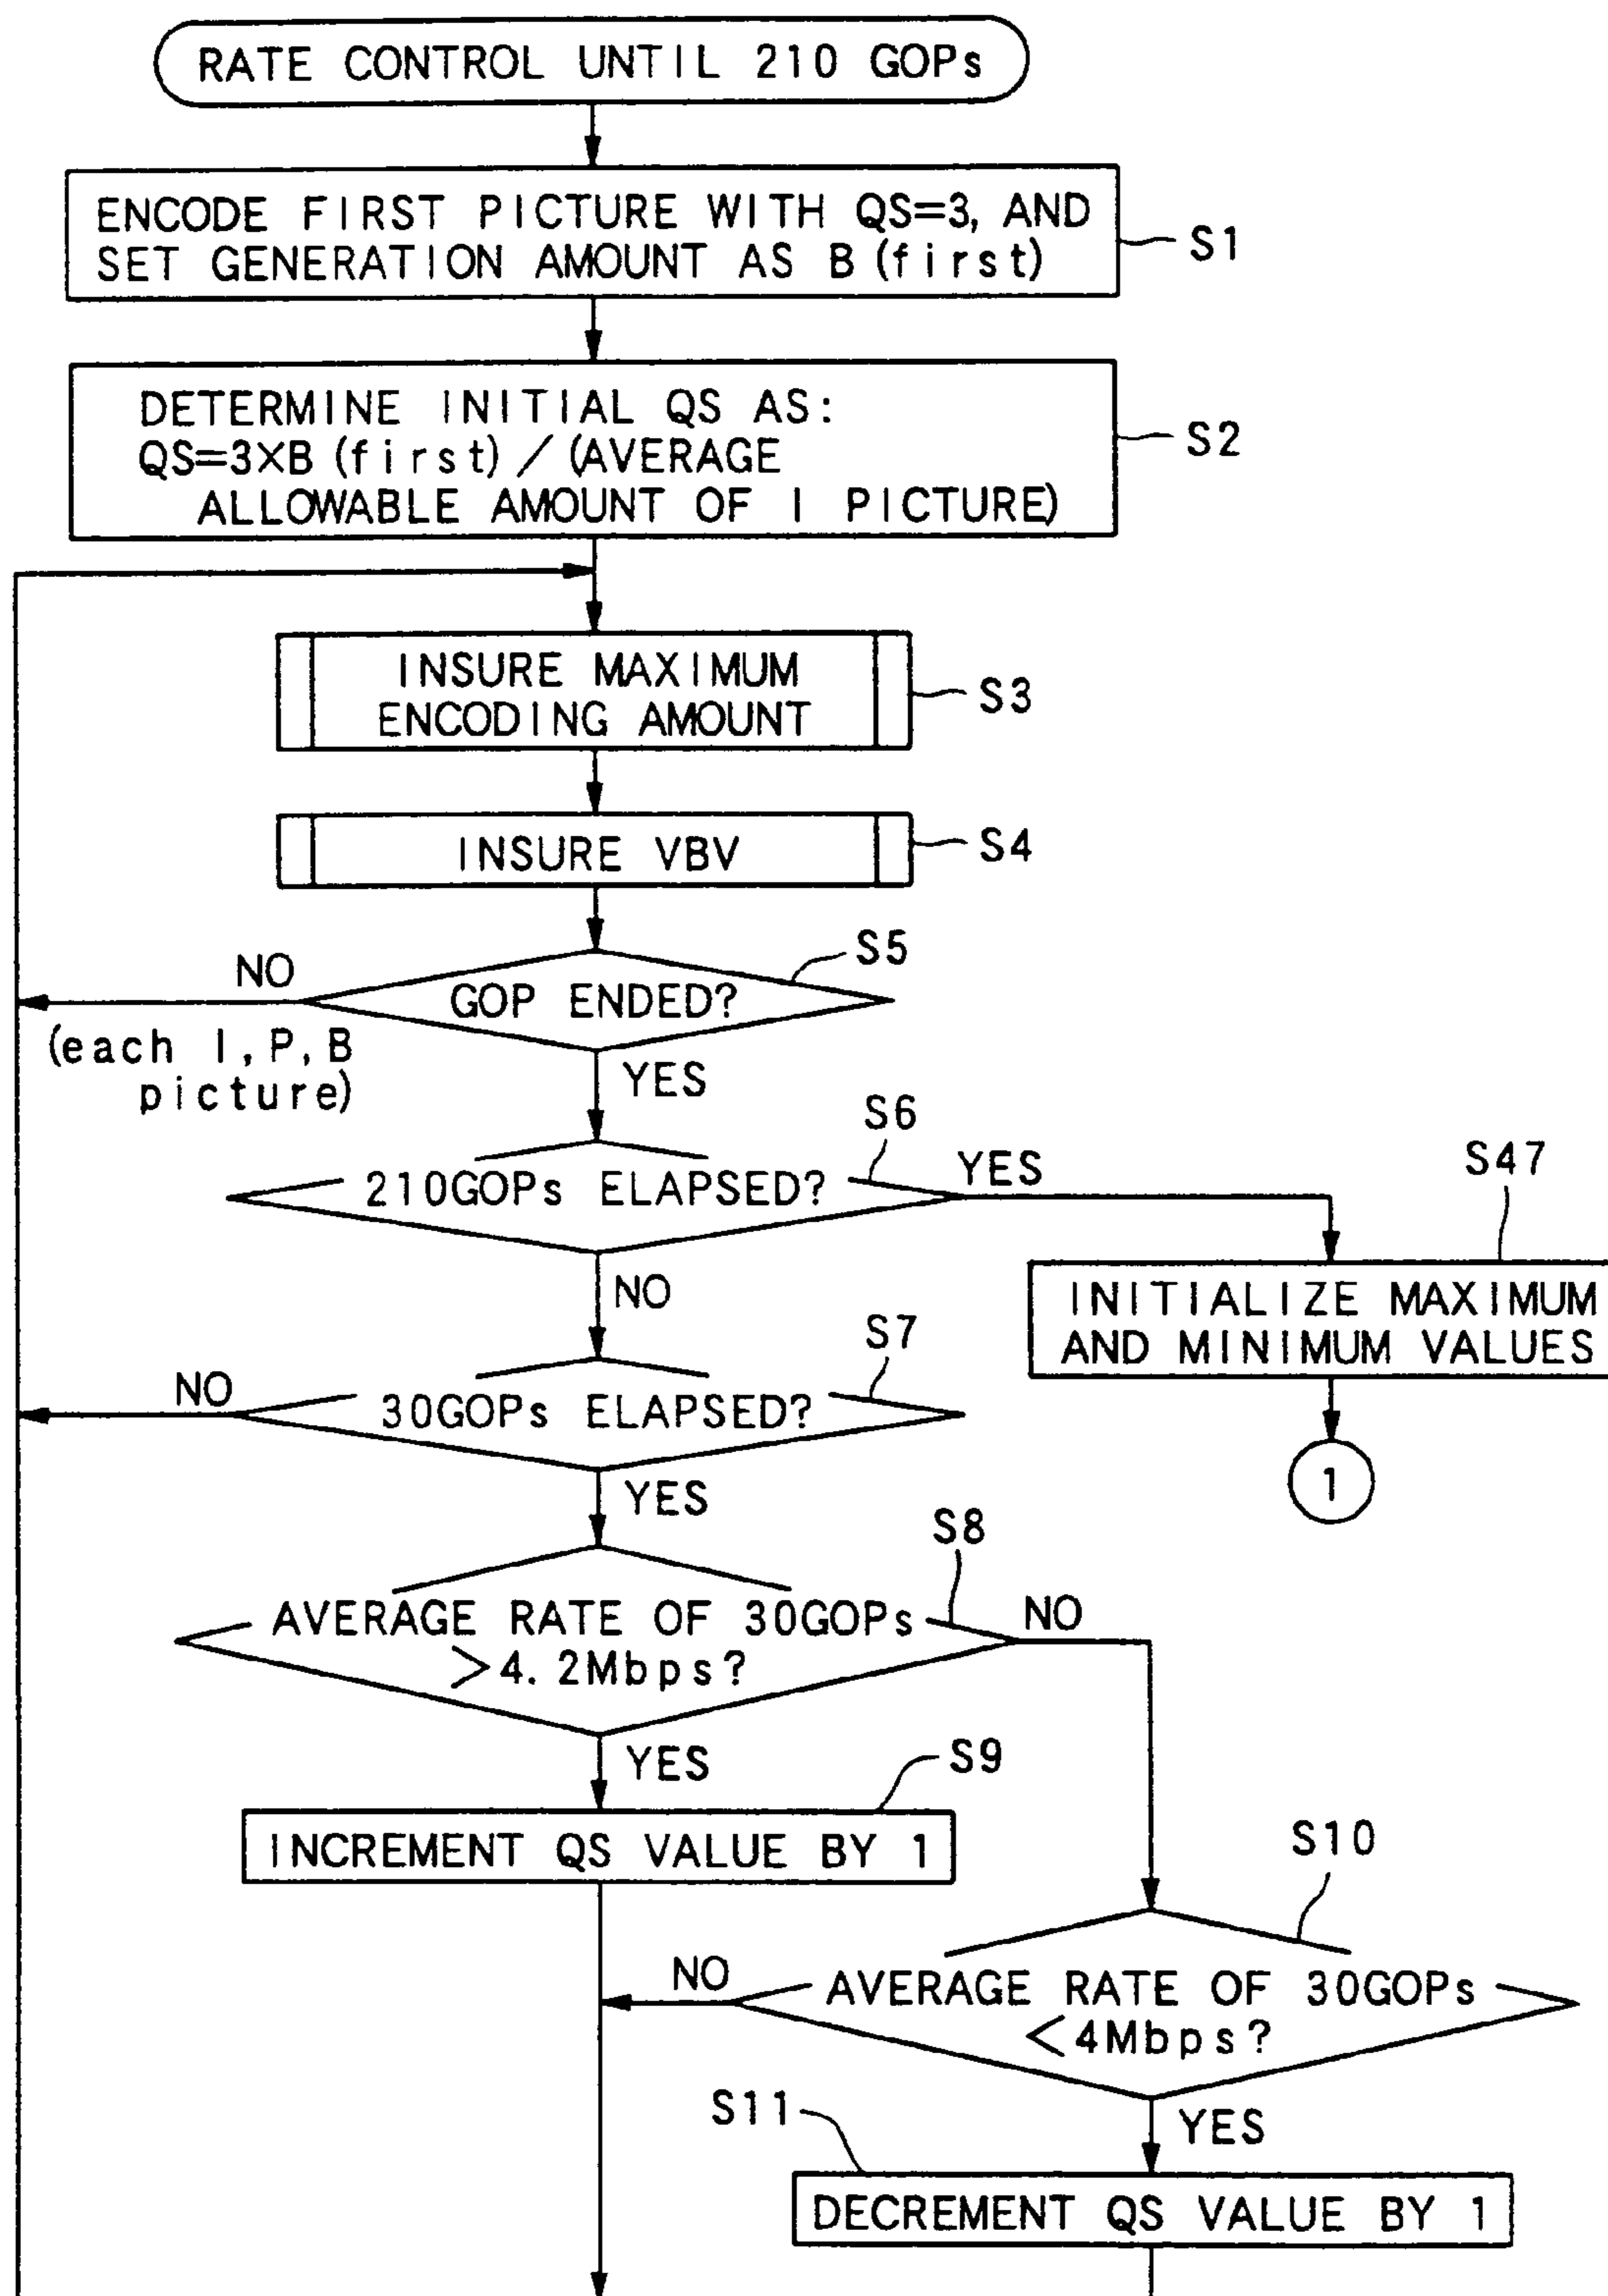 RATE CONTROL UNTIL 210 GOPs
ENCODE FIRST PICTURE WITH QS=3, AND
SET GENERATION AMOUNT AS B (first)
S1
DETERMINE INITIAL QS AS:
QS=3×B (first) / (AVERAGE
ALLOWABLE AMOUNT OF I PICTURE)
S2
INSURE MAXIMUM
ENCODING AMOUNT
S3
INSURE VBV
S4
S5
NO
GOP ENDED?
(each I, P, B
picture)
YES
S6
210GOPs ELAPSED?
YES
S47
INITIALIZE MAXIMUM
AND MINIMUM VALUES
1
NO
S7
NO
30GOPs ELAPSED?
YES
S8
AVERAGE RATE OF 30GOPs
>4. 2Mbps?
NO
YES
S9
INCREMENT QS VALUE BY 1
S10
NO
AVERAGE RATE OF 30GOPs
<4Mbps?
S11
YES
DECREMENT QS VALUE BY 1